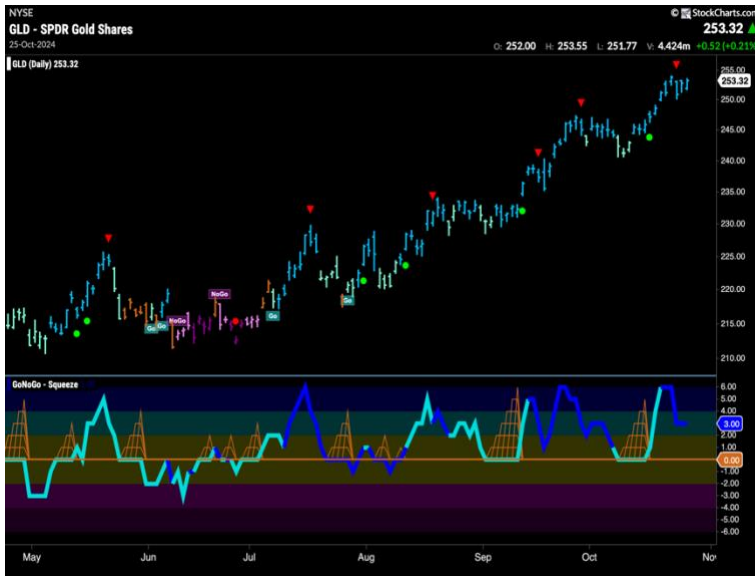 NYSE
© StockCharts.com
GLD - SPDR Gold Shares
253.32
25-Oct-2024
O: 252.00 H: 253.55 L: 251.77 V: 4.424m +0.52 (+0.21%
GLD (Daily) 253.32
255.00
253.32
250.00
245.00
240.00
235.00
230.00
225.00
220.00
215.00
210.00
NoGo
Go
Go
Go
NoGo
Go
GoNoGo - Squeeze
6.00
5.00
4.00
3.00
2.00
1.00
0.00
-1.00
-2.00
-3.00
-4.00
-5.00
-6.00
May Jun Jul Aug Sep Oct Nov